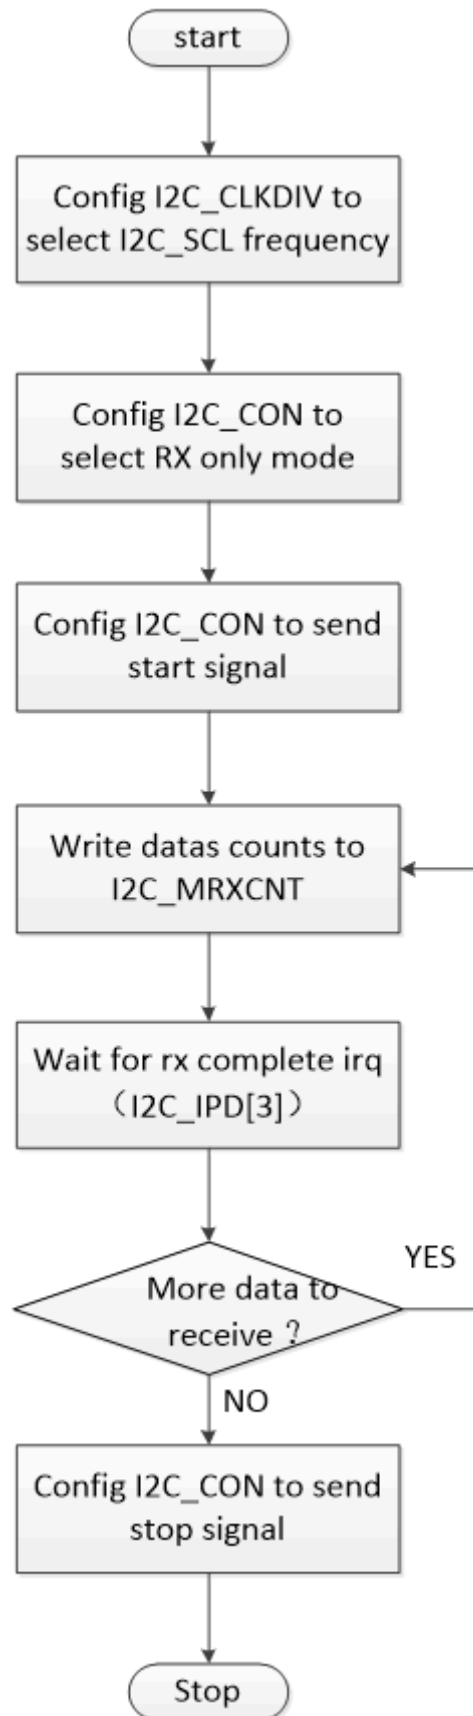 start
Config I2C_CLKDIV to
select I2C_SCL frequency
Config I2C_CON to
select RX only mode
Config I2C_CON to send
start signal
Write datas counts to
I2C_MRXCNT
Wait for rx complete irq
（I2C_IPD[3]）
More data to
receive ？
YES
NO
Config I2C_CON to send
stop signal
Stop